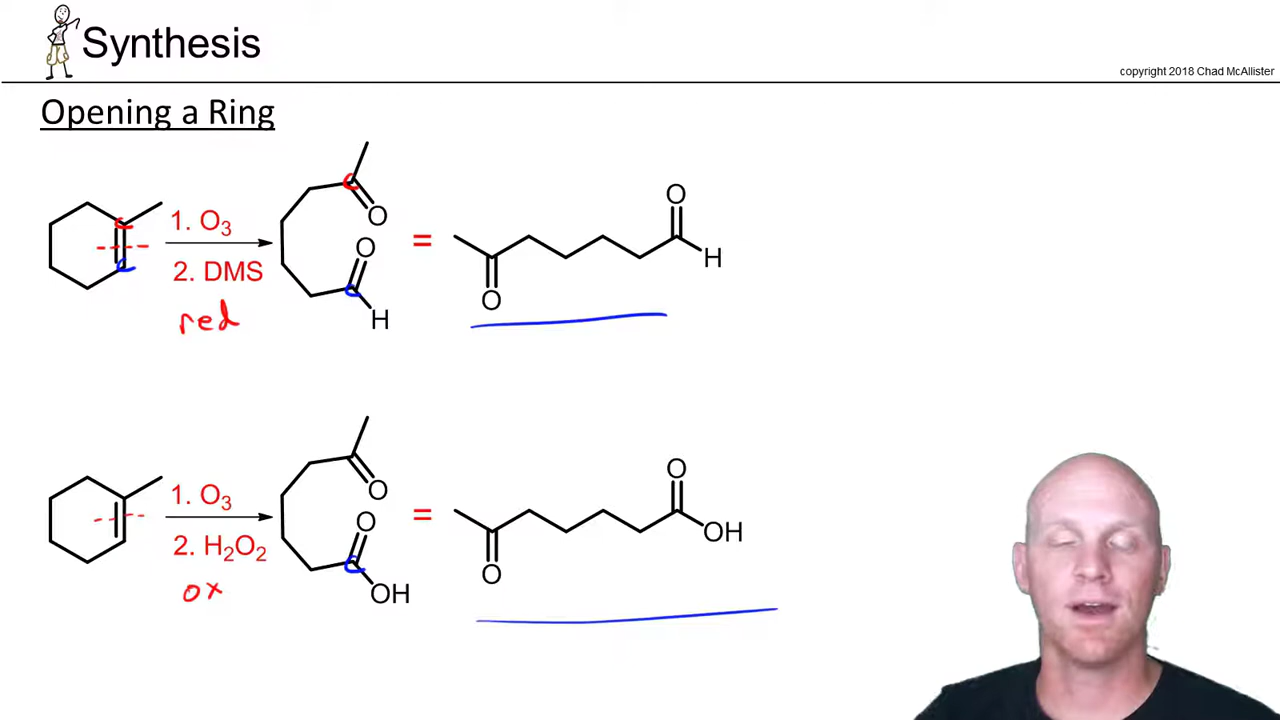 Synthesis
copyright 2018 Chad McAllister
Opening a Ring
1. O₃
2. DMS
red
O
O
H
=
O
O
H
1. O₃
2. H₂O₂
ox
O
O
OH
=
O
O
OH